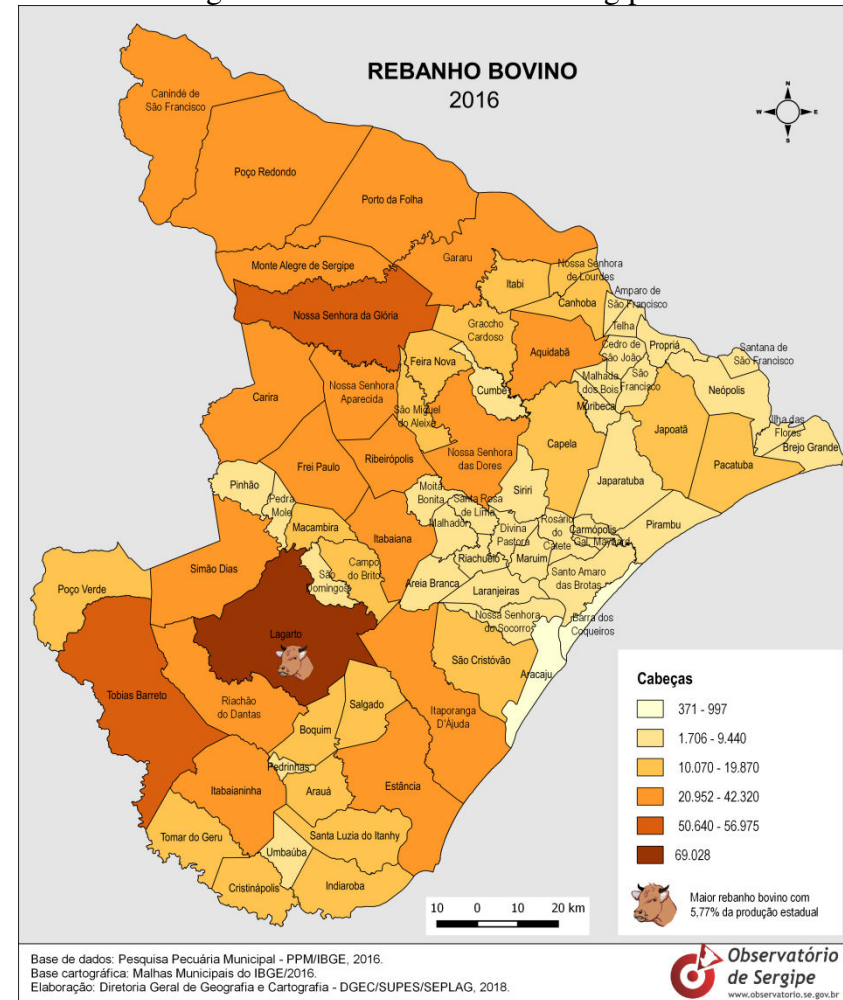 REBANHO BOVINO
2016
N
W
E
S
Canindé de
São Francisco
Poço Redondo
Porto da Folha
Monte Alegre de Sergipe
Gararu
Nossa Senhora
de Lourdes
Itabi
Canhoba
Amparo de
São Francisco
Nossa Senhora da Glória
Graccho
Cardoso
Telha
Aquidabã
Cedro de
São João
Propriá
Santana de
São Francisco
Feira Nova
Carira
Nossa Senhora
Aparecida
Cumbe
Malhada
dos Bois
São
Francisco
Neópolis
São Miguel
do Aleixo
Muribeca
Ilha das
Flores
Brejo Grande
Japoatã
Capela
Nossa Senhora
das Dores
Ribeirópolis
Frei Paulo
Pacatuba
Pinhão
Pedra
Mole
Moita
Bonita
Siriri
Japaratuba
Santa Rosa
de Lima
Malhador
Macambira
Itabaiana
Divina
Pastora
Rosário
do
Catete
Carmópolis
Gal. Maynard
Pirambu
Simão Dias
São
Domingos
Campo
do Brito
Riachuelo
Maruim
Areia Branca
Santo Amaro
das Brotas
Laranjeiras
Poço Verde
Nossa Senhora
do Socorro
Barra dos
Coqueiros
Lagarto
São Cristóvão
Aracaju
Tobias Barreto
Riachão
do Dantas
Salgado
Itaporanga
D'Ajuda
Boquim
Pedrinhas
Itabaianinha
Arauá
Estância
Tomar do Geru
Santa Luzia do Itanhy
Umbaúba
Cristinápolis
Indiaroba
Cabeças
371 - 997
1.706 - 9.440
10.070 - 19.870
20.952 - 42.320
50.640 - 56.975
69.028
Maior rebanho bovino com
5,77% da produção estadual
10 0 10 20 km
Base de dados: Pesquisa Pecuária Municipal - PPM/IBGE, 2016.
Base cartográfica: Malhas Municipais do IBGE/2016.
Elaboração: Diretoria Geral de Geografia e Cartografia - DGEC/SUPES/SEPLAG, 2018.
Observatório
de Sergipe
www.observatorio.se.gov.br